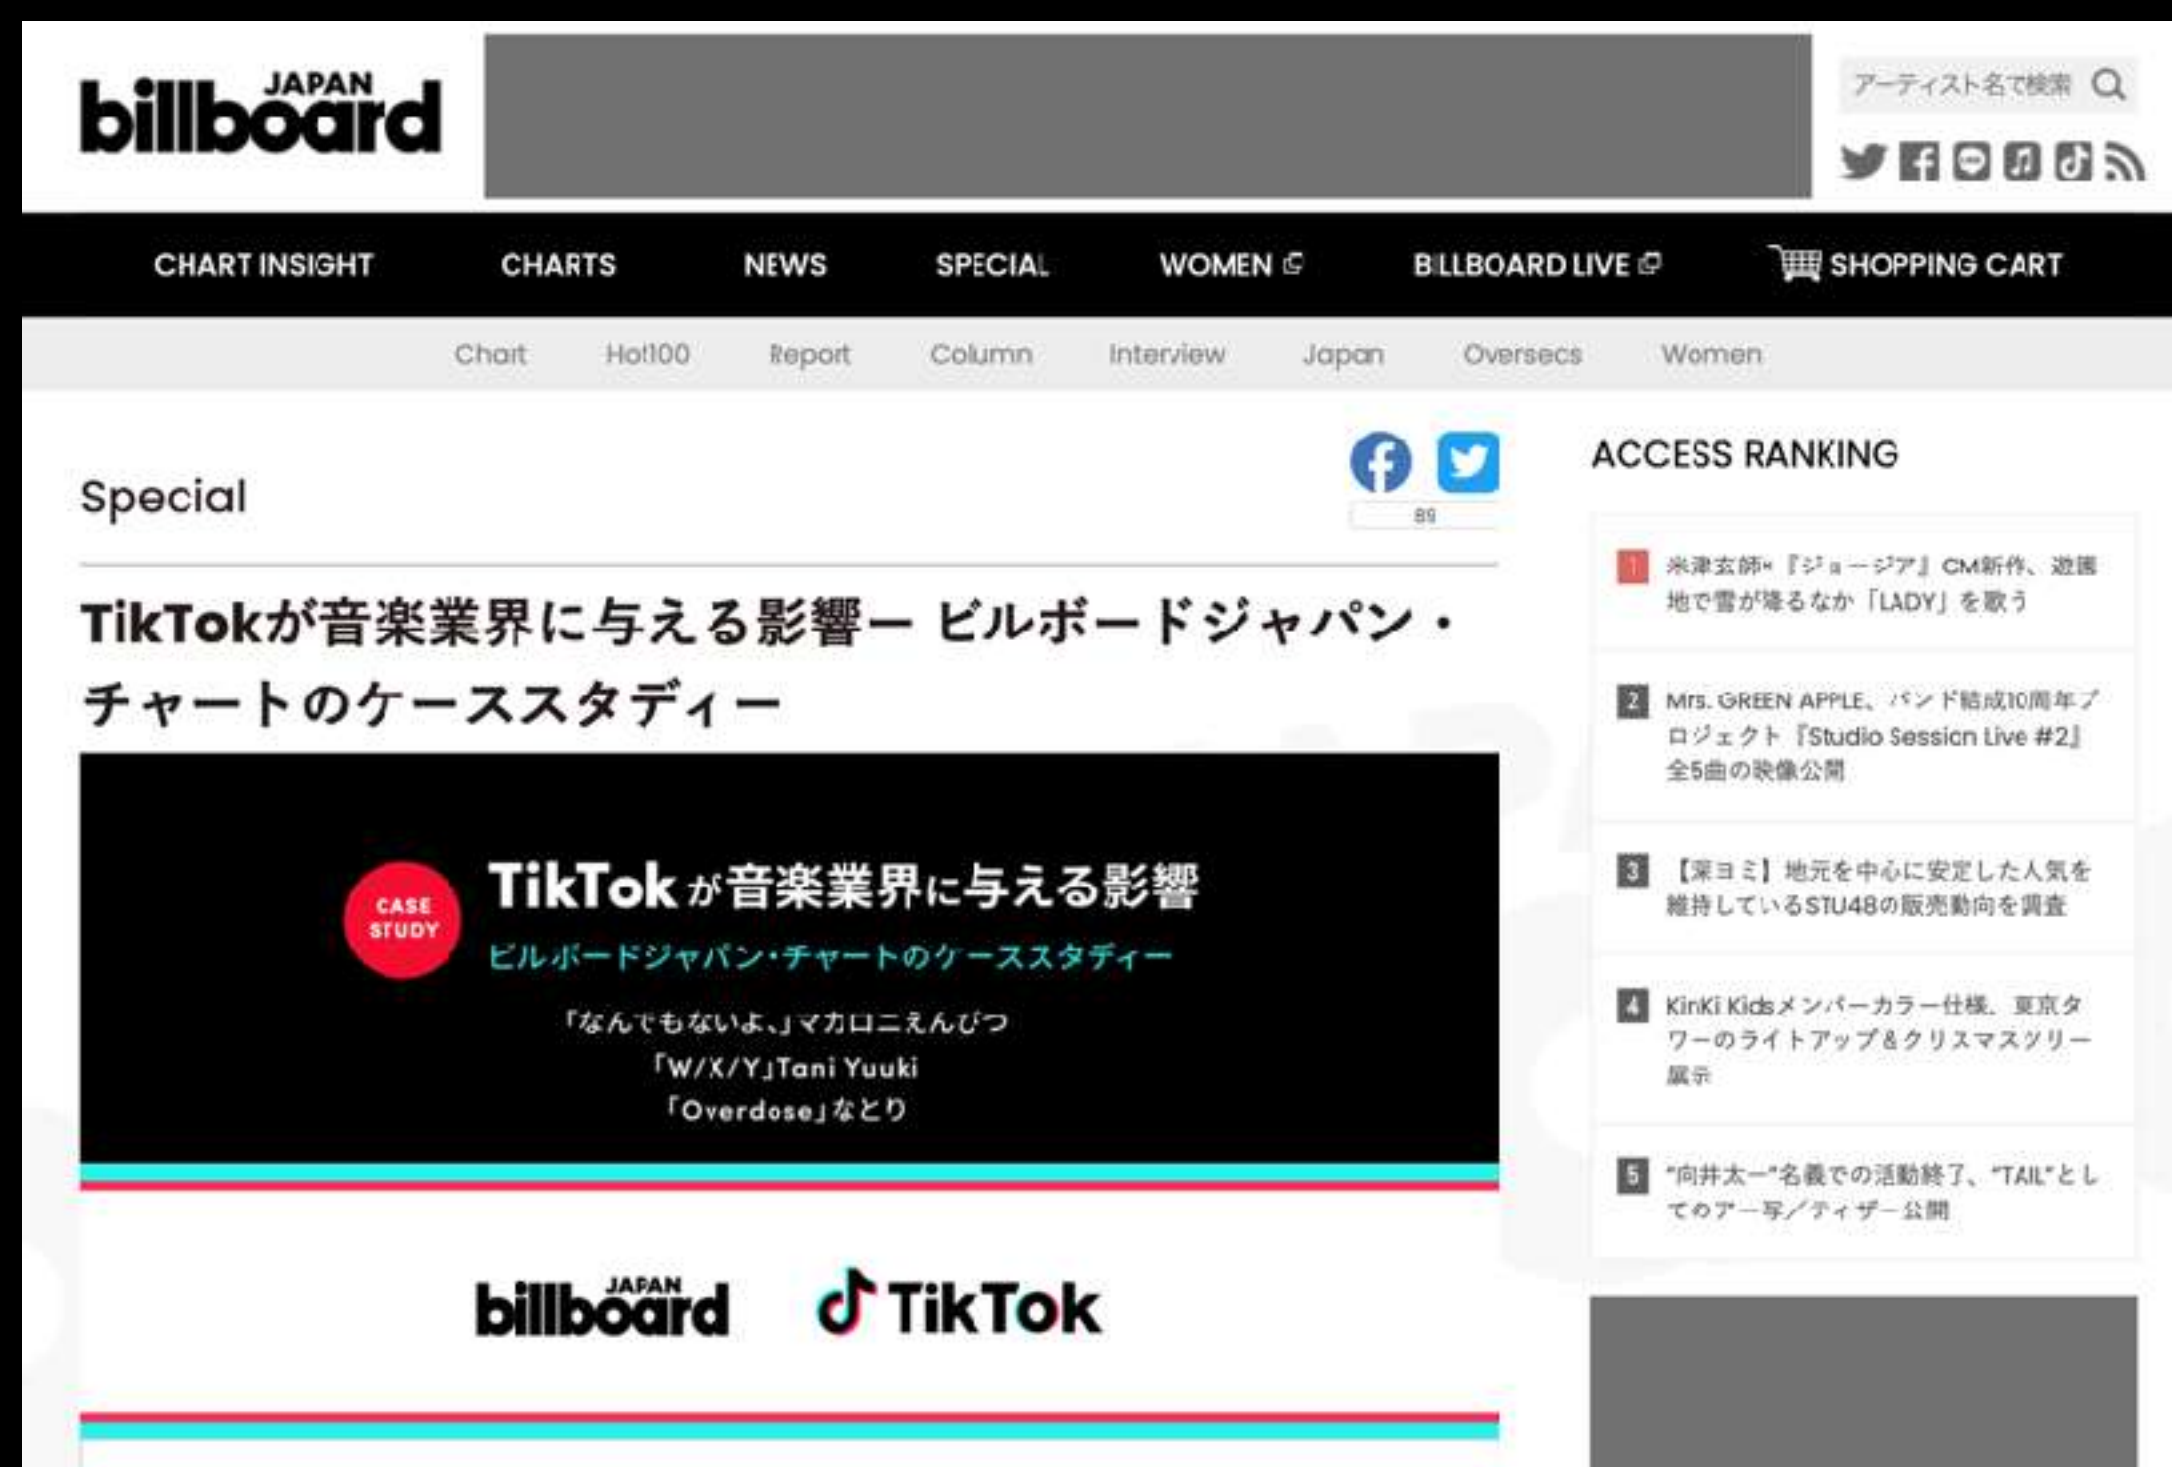 JAPAN
billboard
アーティスト名で検索
CHART INSIGHT
CHARTS
NEWS
SPECIAL
WOMEN
BILLBOARD LIVE
SHOPPING CART
Chart
Hot100
Report
Column
Interview
Japan
Overseas
Women
Special
89
TikTokが音楽業界に与える影響ー ビルボードジャパン・
チャートのケーススタディー
CASE
STUDY
TikTokが音楽業界に与える影響
ビルボードジャパン・チャートのケーススタディー
「なんでもないよ、」マカロニえんぴつ
「W/X/Y」Tani Yuuki
「Overdose」なとり
JAPAN
billboard
TikTok
ACCESS RANKING
1
米津玄師×『ジョージア』CM新作、遊園
地で雪が降るなか「LADY」を歌う
2
Mrs. GREEN APPLE、バンド結成10周年プ
ロジェクト『Studio Session Live #2』
全5曲の映像公開
3
【深ヨミ】地元を中心に安定した人気を
維持しているSTU48の販売動向を調査
4
KinKi Kidsメンバーカラー仕様、東京タ
ワーのライトアップ＆クリスマスツリー
展示
5
“向井太一”名義での活動終了、“TAIL”とし
てのアー写／ティザー公開